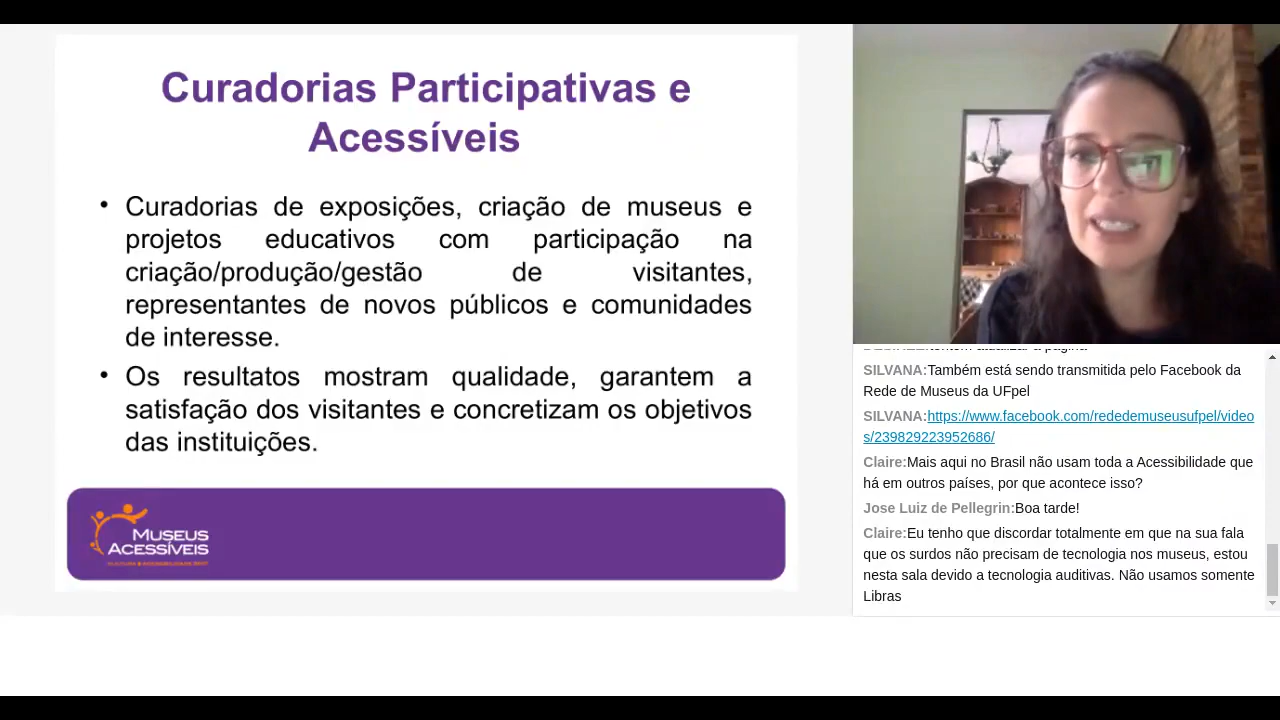 Curadorias Participativas e
Acessíveis
• Curadorias de exposições, criação de museus e
projetos educativos com participação na
criação/produção/gestão de visitantes,
representantes de novos públicos e comunidades
de interesse.
• Os resultados mostram qualidade, garantem a
satisfação dos visitantes e concretizam os objetivos
das instituições.
MUSEUS
ACESSÍVEIS
SILVANA:Também está sendo transmitida pelo Facebook da
Rede de Museus da UFpel
SILVANA:https://www.facebook.com/rededemuseusufpel/video
s/239829223952686/
Claire:Mais aqui no Brasil não usam toda a Acessibilidade que
há em outros países, por que acontece isso?
Jose Luiz de Pellegrin:Boa tarde!
Claire:Eu tenho que discordar totalmente em que na sua fala
que os surdos não precisam de tecnologia nos museus, estou
nesta sala devido a tecnologia auditivas. Não usamos somente
Libras